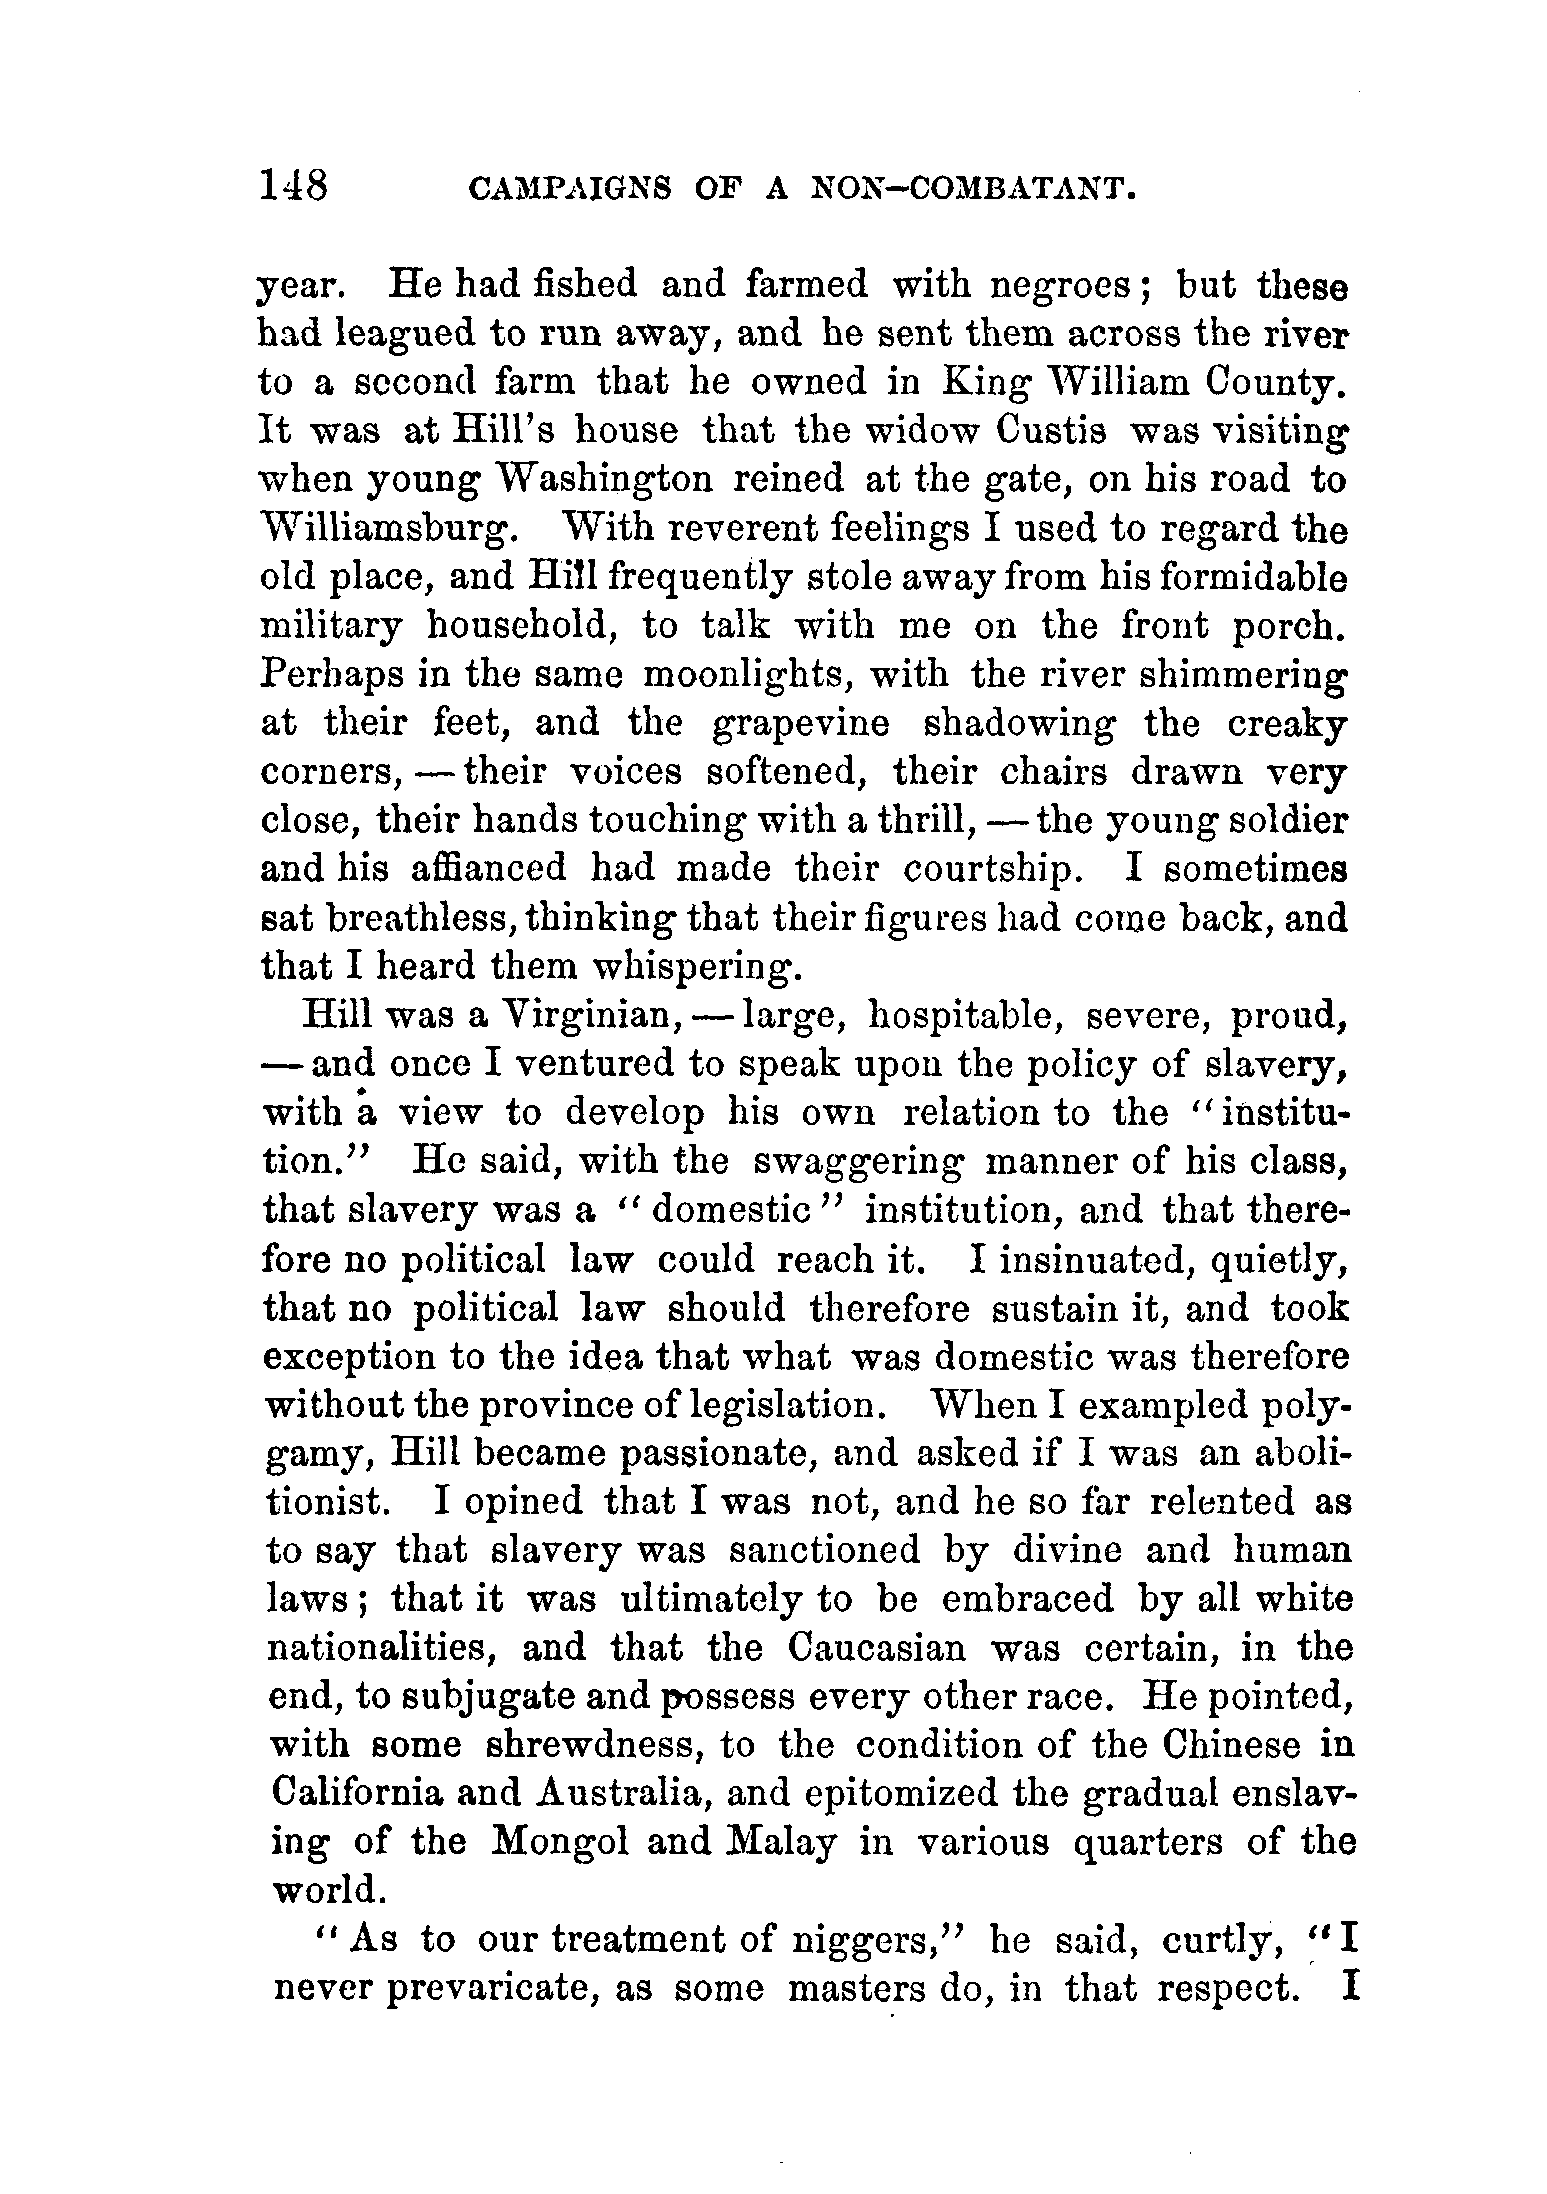 148 CAMPAIGNS OF A NON-COMBATANT.
year. He had fished and farmed with negroes; but these
had leagued to run away, and he sent them across the river
to a second farm that he owned in King William County.
It was at Hill's house that the widow Custis was visiting
when young Washington reined at the gate, on his road to
Williamsburg. With reverent feelings I used to regard the
old place, and Hill frequently stole away from his formidable
military household, to talk with me on the front porch.
Perhaps in the same moonlights, with the river shimmering
at their feet, and the grapevine shadowing the creaky
corners, — their voices softened, their chairs drawn very
close, their hands touching with a thrill, — the young soldier
and his affianced had made their courtship. I sometimes
sat breathless, thinking that their figures had come back, and
that I heard them whispering.
Hill was a Virginian, — large, hospitable, severe, proud,
— and once I ventured to speak upon the policy of slavery,
with a view to develop his own relation to the "institu-
tion." He said, with the swaggering manner of his class,
that slavery was a "domestic" institution, and that there-
fore no political law could reach it. I insinuated, quietly,
that no political law should therefore sustain it, and took
exception to the idea that what was domestic was therefore
without the province of legislation. When I exampled poly-
gamy, Hill became passionate, and asked if I was an aboli-
tionist. I opined that I was not, and he so far relented as
to say that slavery was sanctioned by divine and human
laws; that it was ultimately to be embraced by all white
nationalities, and that the Caucasian was certain, in the
end, to subjugate and possess every other race. He pointed,
with some shrewdness, to the condition of the Chinese in
California and Australia, and epitomized the gradual enslav-
ing of the Mongol and Malay in various quarters of the
world.
"As to our treatment of niggers," he said, curtly, "I
never prevaricate, as some masters do, in that respect. I